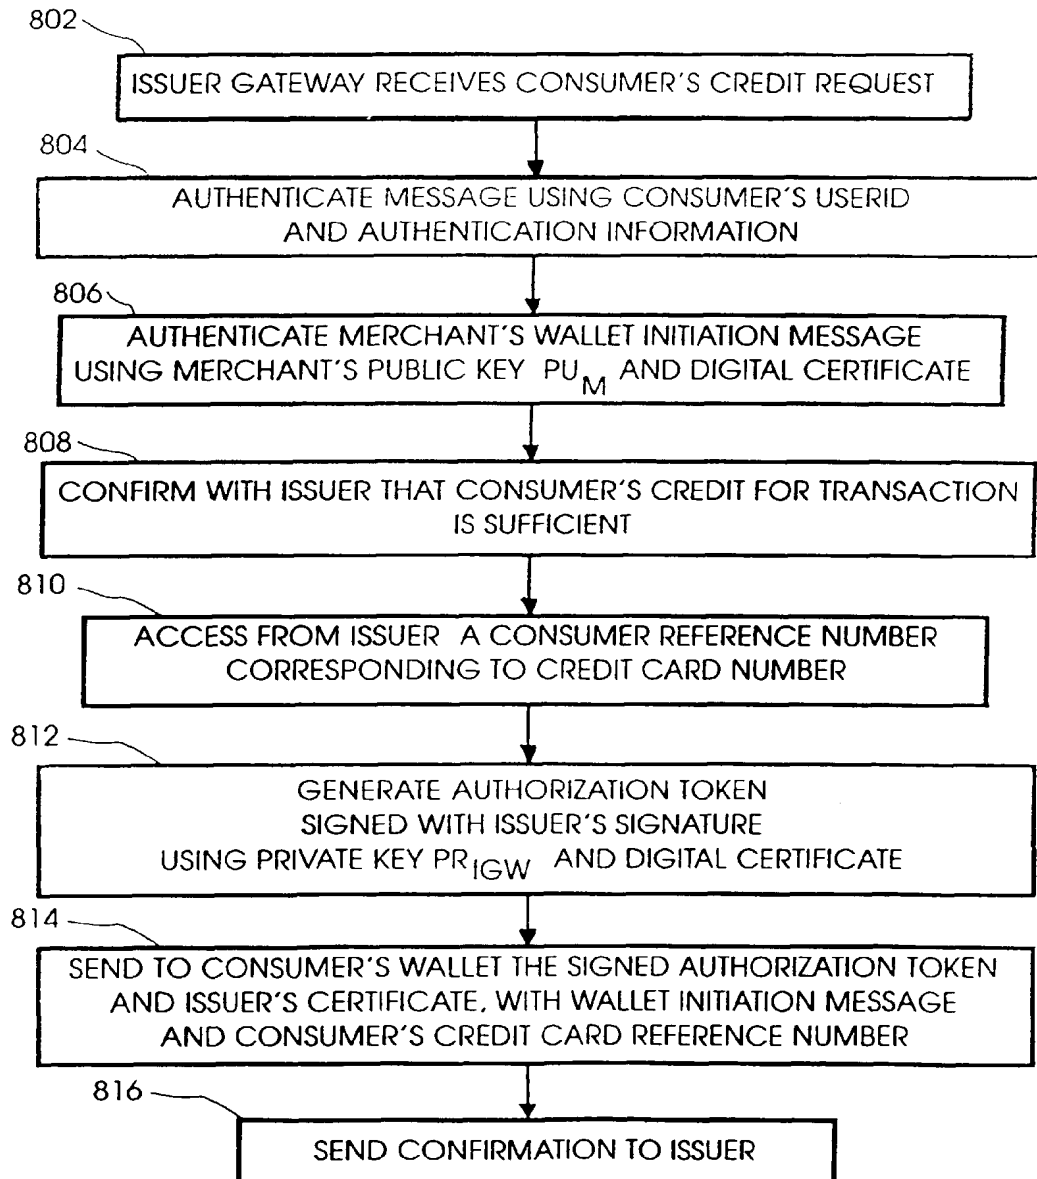 802
ISSUER GATEWAY RECEIVES CONSUMER'S CREDIT REQUEST
804
AUTHENTICATE MESSAGE USING CONSUMER'S USERID
AND AUTHENTICATION INFORMATION
806
AUTHENTICATE MERCHANT'S WALLET INITIATION MESSAGE
USING MERCHANT'S PUBLIC KEY PU_M AND DIGITAL CERTIFICATE
808
CONFIRM WITH ISSUER THAT CONSUMER'S CREDIT FOR TRANSACTION
IS SUFFICIENT
810
ACCESS FROM ISSUER A CONSUMER REFERENCE NUMBER
CORRESPONDING TO CREDIT CARD NUMBER
812
GENERATE AUTHORIZATION TOKEN
SIGNED WITH ISSUER'S SIGNATURE
USING PRIVATE KEY PR_IGW AND DIGITAL CERTIFICATE
814
SEND TO CONSUMER'S WALLET THE SIGNED AUTHORIZATION TOKEN
AND ISSUER'S CERTIFICATE, WITH WALLET INITIATION MESSAGE
AND CONSUMER'S CREDIT CARD REFERENCE NUMBER
816
SEND CONFIRMATION TO ISSUER